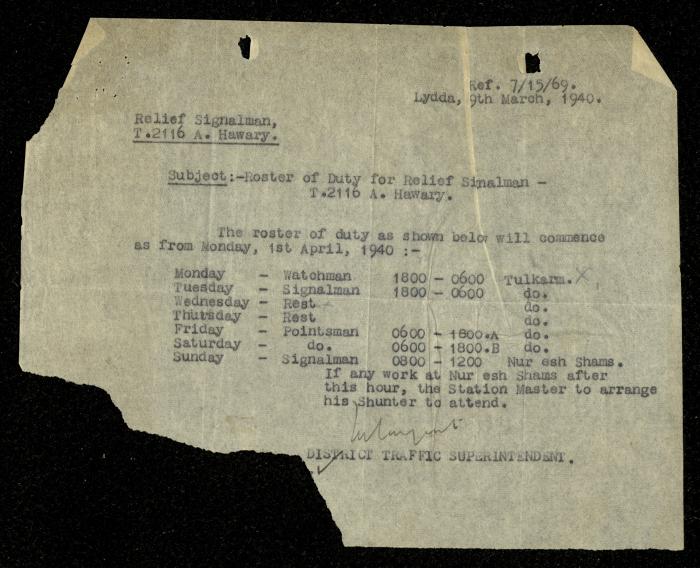 Ref. 7/15/69.
Lydda, 9th March, 1940.
Relief Signalman,
T.2116 A. Hawary.
Subject:-Roster of Duty for Relief Sinalman -
T.2116 A. Hawary.
The roster of duty as shown below will commence
as from Monday, 1st April, 1940 :-
Monday - Watchman 1800 - 0600 Tulkarm. X
Tuesday - Signalman 1800 - 0600 do.
Wednesday - Rest do.
Thursday - Rest do.
Friday - Pointsman 0600 - 1800.A do.
Saturday - do. 0600 - 1800.B do.
Sunday - Signalman 0800 - 1200 Nur esh Shams.
If any work at Nur esh Shams after
this hour, the Station Master to arrange
his Shunter to attend.
DISTRICT TRAFFIC SUPERINTENDENT.